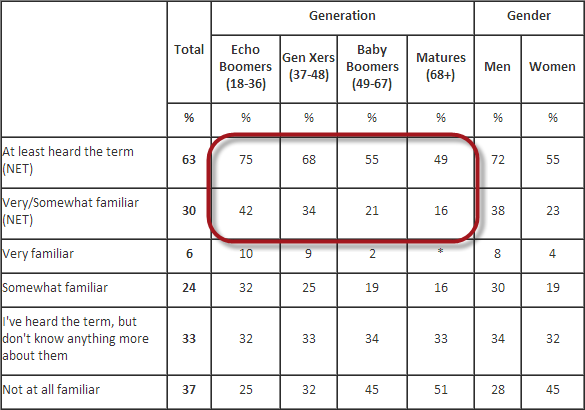 Generation Gender
Total Echo Boomers (18-36) Gen Xers (37-48) Baby Boomers (49-67) Matures (68+) Men Women
% % % % % % %
At least heard the term (NET) 63 75 68 55 49 72 55
Very/Somewhat familiar (NET) 30 42 34 21 16 38 23
Very familiar 6 10 9 2 * 8 4
Somewhat familiar 24 32 25 19 16 30 19
I've heard the term, but don't know anything more about them 33 32 33 34 33 34 32
Not at all familiar 37 25 32 45 51 28 45